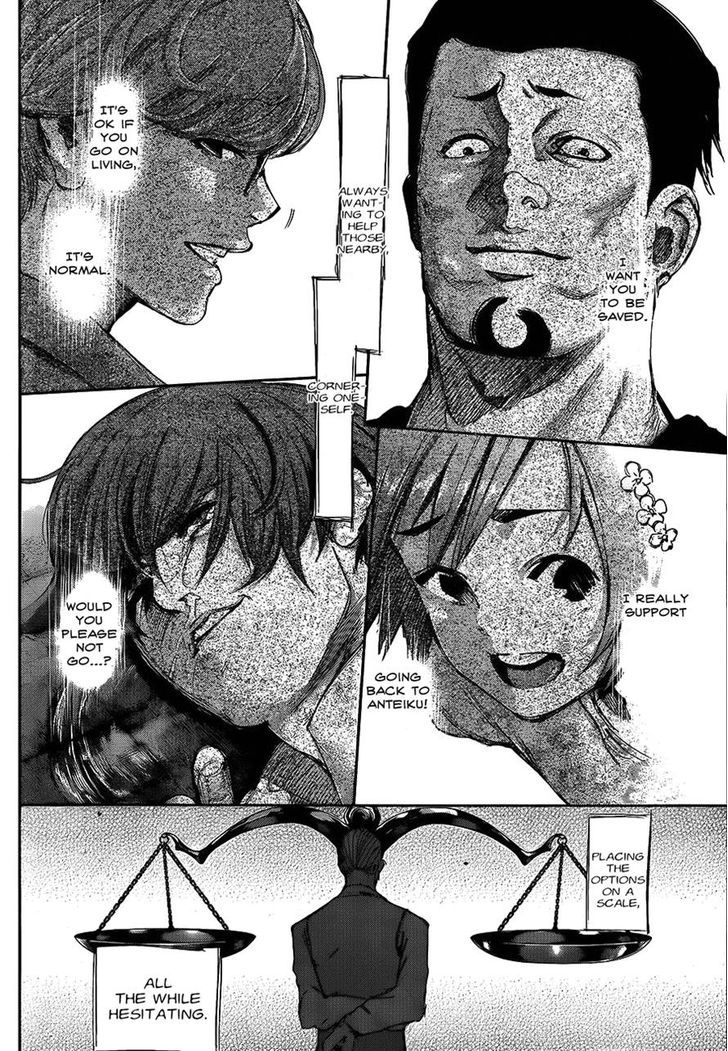 I
WANT
YOU
TO BE
SAVED.
ALWAYS
WANT-
ING TO
HELP
THOSE
NEARBY,
IT'S
OK IF
YOU
GO ON
LIVING,
IT'S
NORMAL.
CORNER-
ING ONE-
SELF.
I REALLY
SUPPORT
GOING
BACK TO
ANTEIKU!
WOULD
YOU
PLEASE
NOT
GO...?
PLACING
THE
OPTIONS
ON A
SCALE,
ALL
THE WHILE
HESITATING.